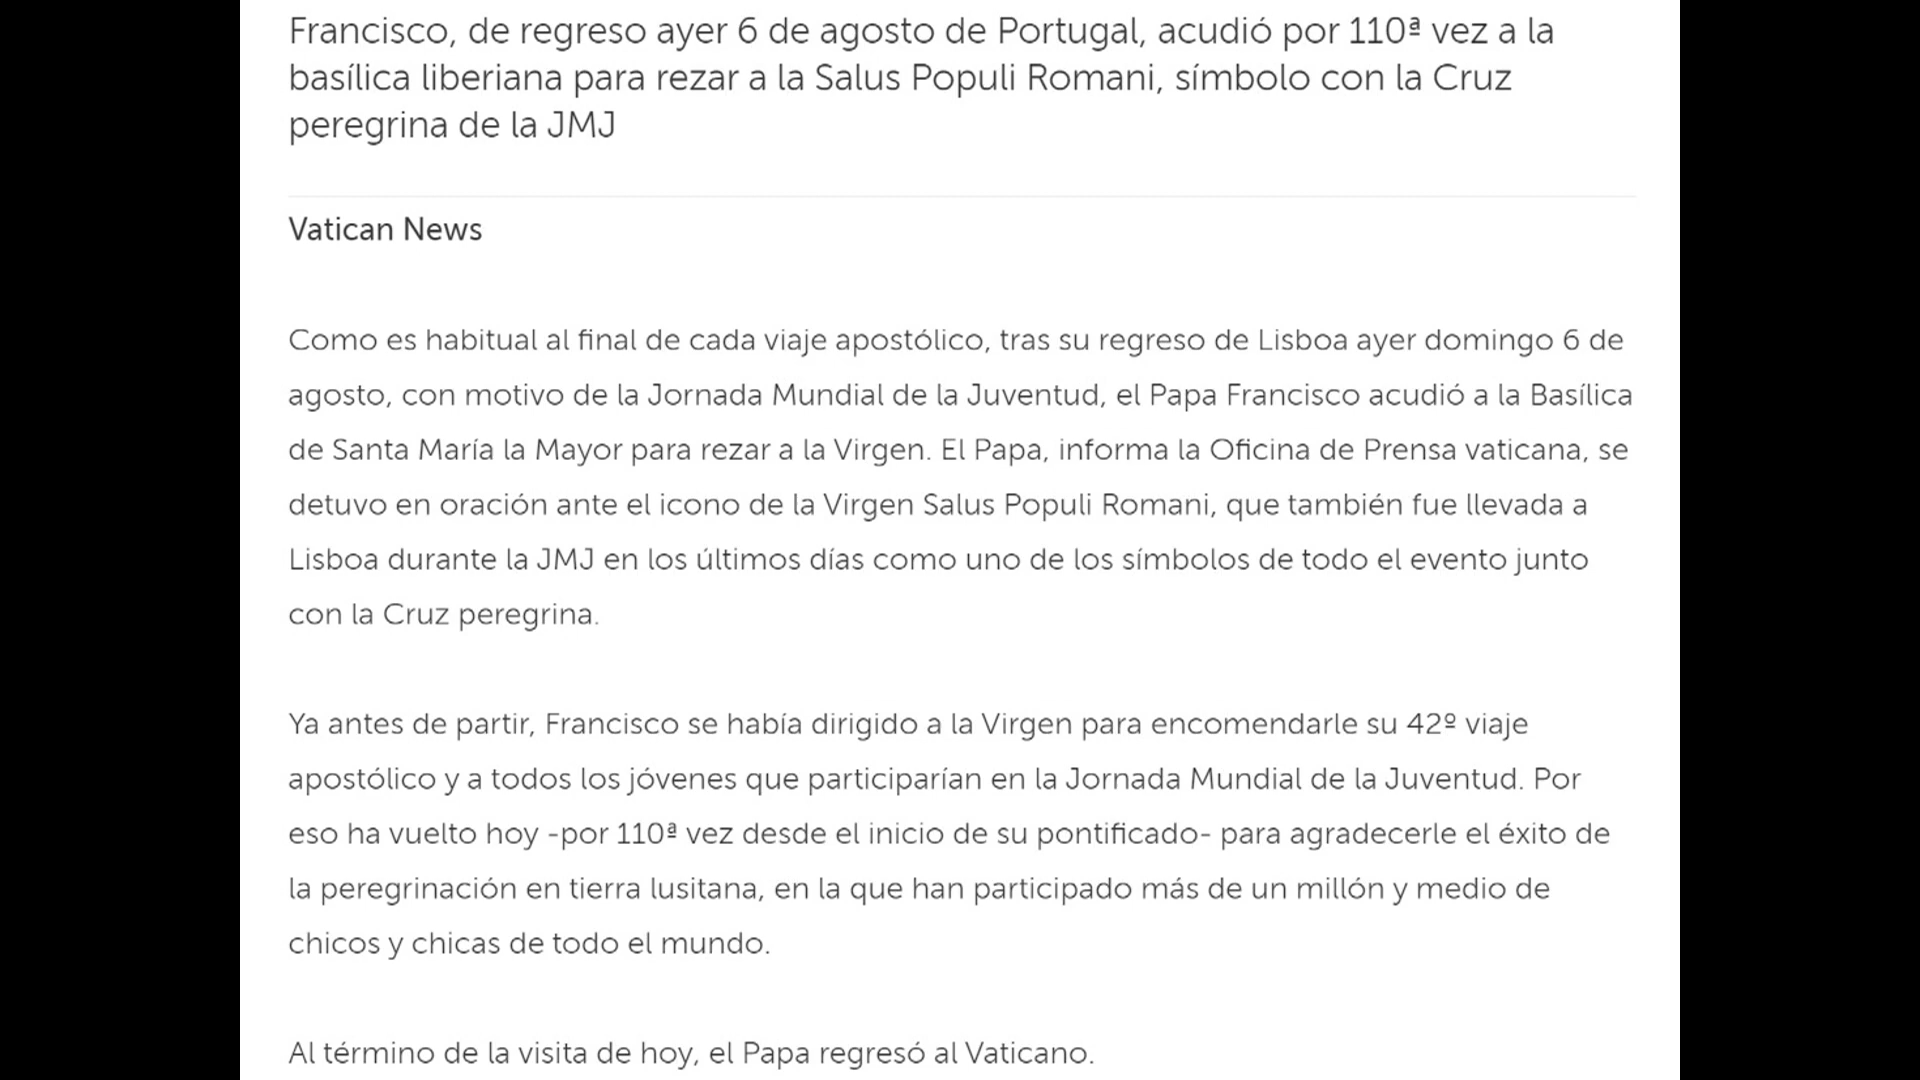 Francisco, de regreso ayer 6 de agosto de Portugal, acudió por 110ª vez a la
basílica liberiana para rezar a la Salus Populi Romani, símbolo con la Cruz
peregrina de la JMJ
Vatican News
Como es habitual al final de cada viaje apostólico, tras su regreso de Lisboa ayer domingo 6 de
agosto, con motivo de la Jornada Mundial de la Juventud, el Papa Francisco acudió a la Basílica
de Santa María la Mayor para rezar a la Virgen. El Papa, informa la Oficina de Prensa vaticana, se
detuvo en oración ante el icono de la Virgen Salus Populi Romani, que también fue llevada a
Lisboa durante la JMJ en los últimos días como uno de los símbolos de todo el evento junto
con la Cruz peregrina.
Ya antes de partir, Francisco se había dirigido a la Virgen para encomendarle su 42º viaje
apostólico y a todos los jóvenes que participarían en la Jornada Mundial de la Juventud. Por
eso ha vuelto hoy -por 110ª vez desde el inicio de su pontificado- para agradecerle el éxito de
la peregrinación en tierra lusitana, en la que han participado más de un millón y medio de
chicos y chicas de todo el mundo.
Al término de la visita de hoy, el Papa regresó al Vaticano.